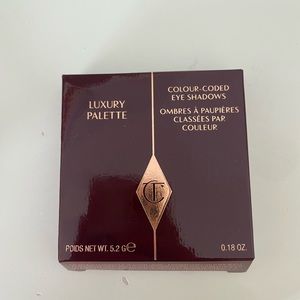 LUXURY
PALETTE
COLOUR-CODED
EYE SHADOWS
OMBRES À PAUPIÈRES
CLASSÉES PAR
COULEUR
CT
POIDS NET WT. 5.2 G℮
0.18 OZ.